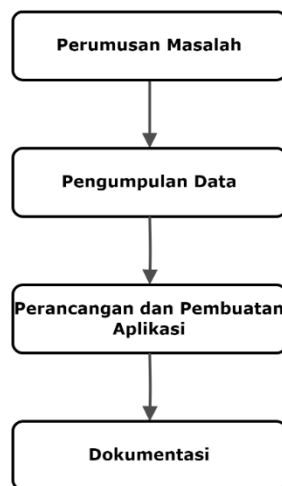 Perumusan Masalah
Pengumpulan Data
Perancangan dan Pembuatan
Aplikasi
Dokumentasi